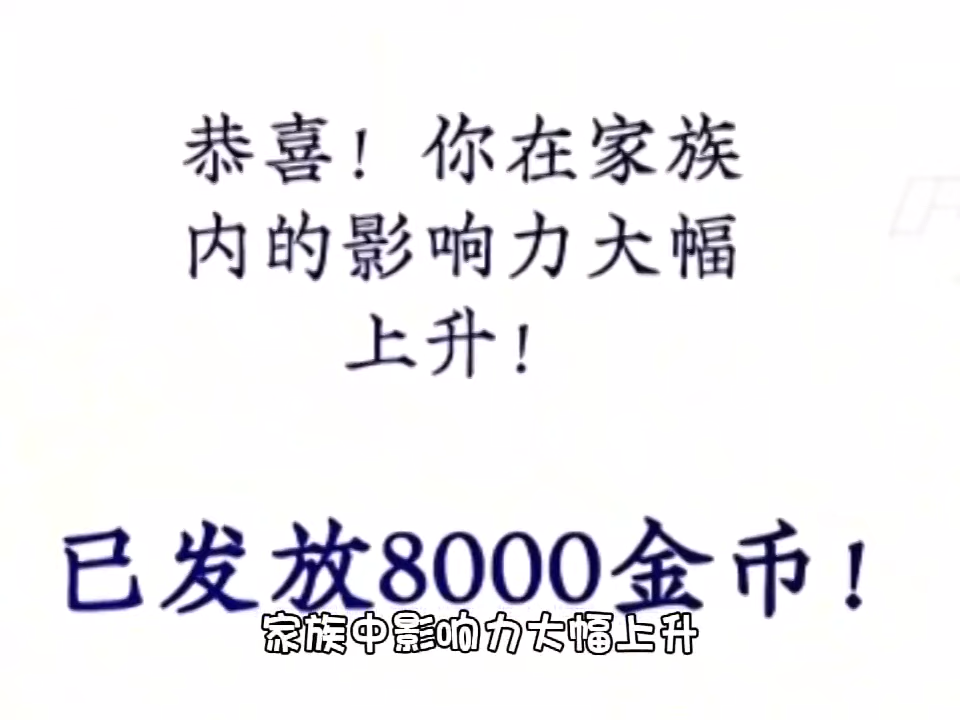 恭喜！你在家族
内的影响力大幅
上升！
已发放8000金币！
家族中影响力大幅上升